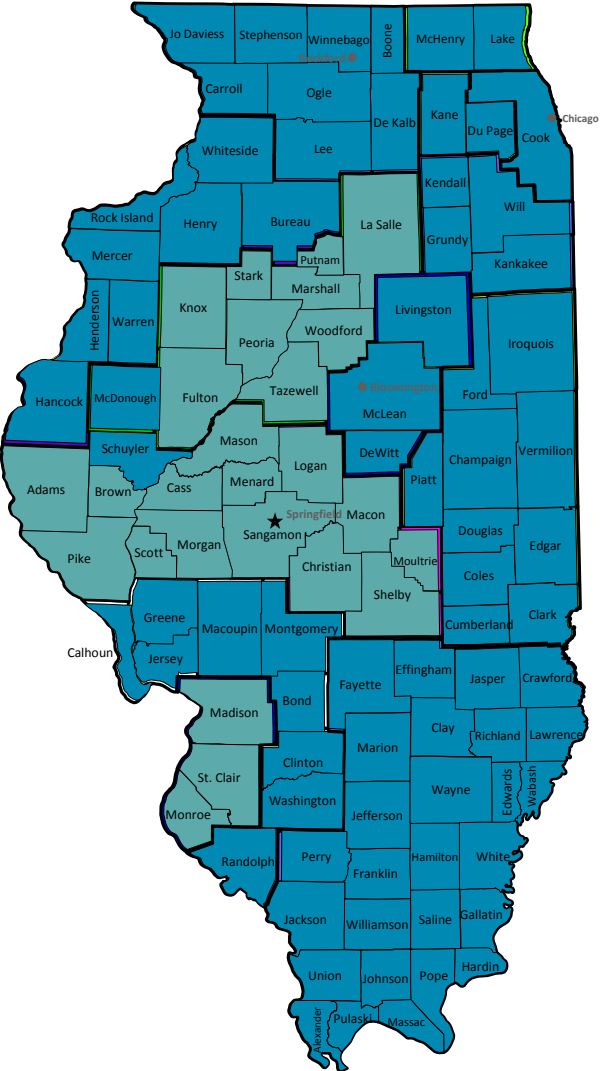 Jo Daviess
Stephenson
Winnebago
Boone
McHenry
Lake
Rockford
Carroll
Ogle
De Kalb
Kane
Du Page
Cook
Chicago
Whiteside
Lee
Kendall
Will
Rock Island
Henry
Bureau
La Salle
Grundy
Mercer
Putnam
Kankakee
Stark
Marshall
Henderson
Warren
Knox
Peoria
Woodford
Livingston
Iroquois
Hancock
McDonough
Fulton
Tazewell
Bloomington
McLean
Ford
Schuyler
Mason
Logan
DeWitt
Piatt
Champaign
Vermilion
Adams
Brown
Cass
Menard
Springfield
Macon
Sangamon
Douglas
Edgar
Pike
Scott
Morgan
Christian
Moultrie
Coles
Shelby
Greene
Macoupin
Montgomery
Cumberland
Clark
Calhoun
Jersey
Fayette
Effingham
Jasper
Crawford
Madison
Bond
Clay
Richland
Lawrence
Marion
St. Clair
Clinton
Wayne
Edwards
Wabash
Monroe
Washington
Jefferson
Randolph
Perry
Franklin
Hamilton
White
Jackson
Williamson
Saline
Gallatin
Union
Johnson
Pope
Hardin
Alexander
Pulaski
Massac